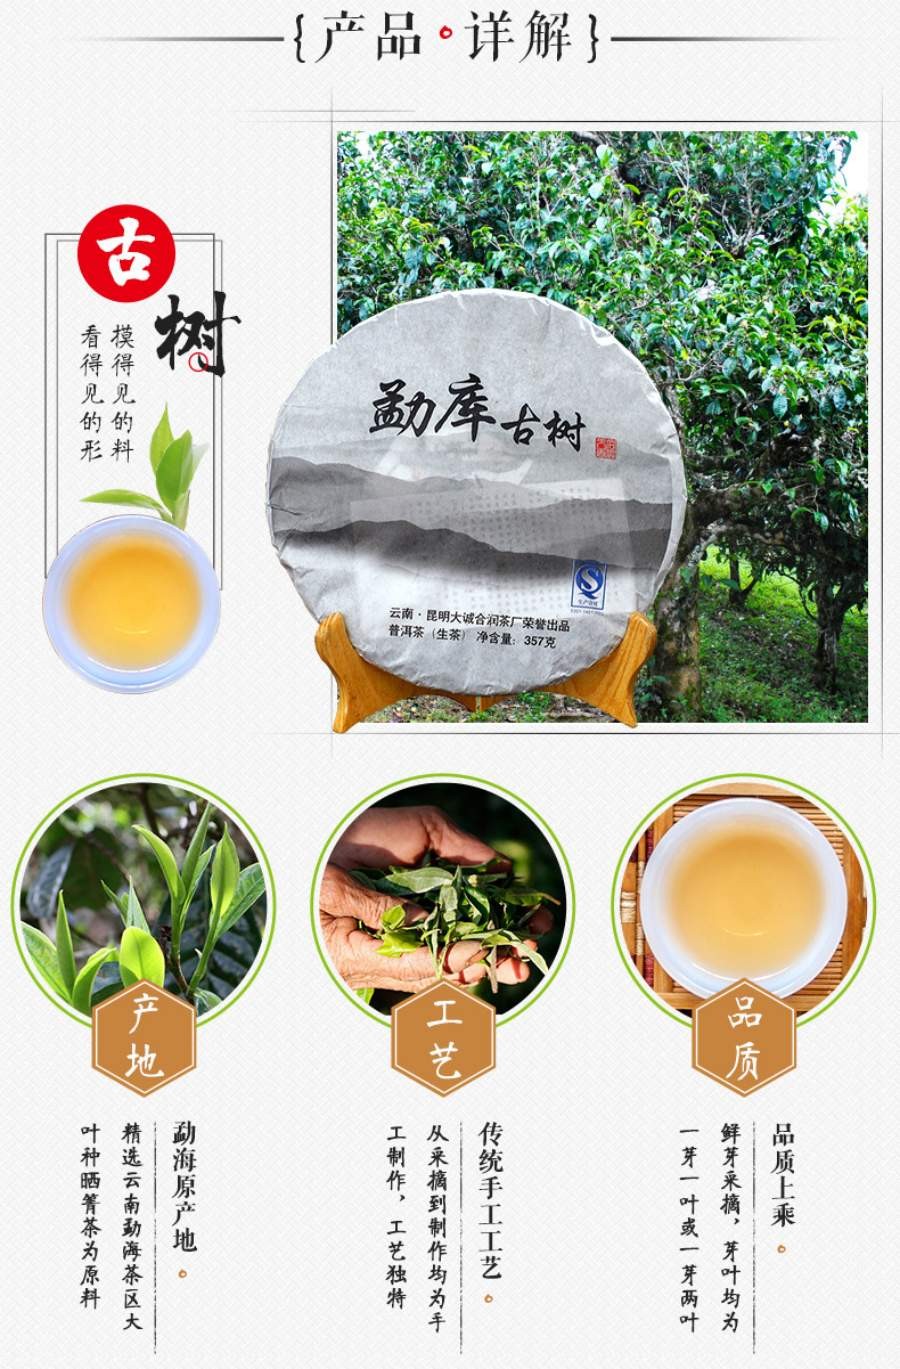 {产品·详解}
古树
摸得见的料
看得见的形
勐库古树
云南·昆明大诚合润茶厂荣誉出品
普洱茶（生茶） 净含量：357克
产地
勐海原产地
精选云南勐海茶区大
叶种晒箐茶为原料
工艺
传统手工工艺
从采摘到制作均为手
工制作，工艺独特
品质
品质上乘
鲜芽采摘，芽叶均为
一芽一叶或一芽两叶